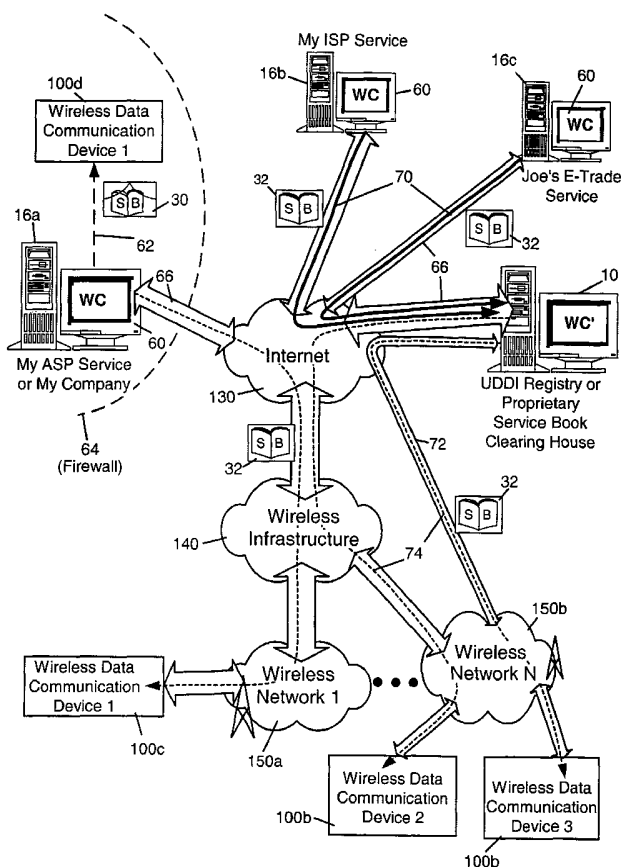 My ISP Service
16b
WC
60
16c
60
WC
Joe's E-Trade
Service
100d
Wireless Data
Communication
Device 1
S B
30
62
16a
WC
60
66
My ASP Service
or My Company
64
(Firewall)
32
S B
70
S B
32
66
10
WC'
UDDI Registry or
Proprietary
Service Book
Clearing House
Internet
130
72
S B
32
32
S B
Wireless
Infrastructure
140
74
150b
Wireless
Network N
Wireless
Network 1
150a
Wireless Data
Communication
Device 1
100c
Wireless Data
Communication
Device 2
100b
Wireless Data
Communication
Device 3
100b